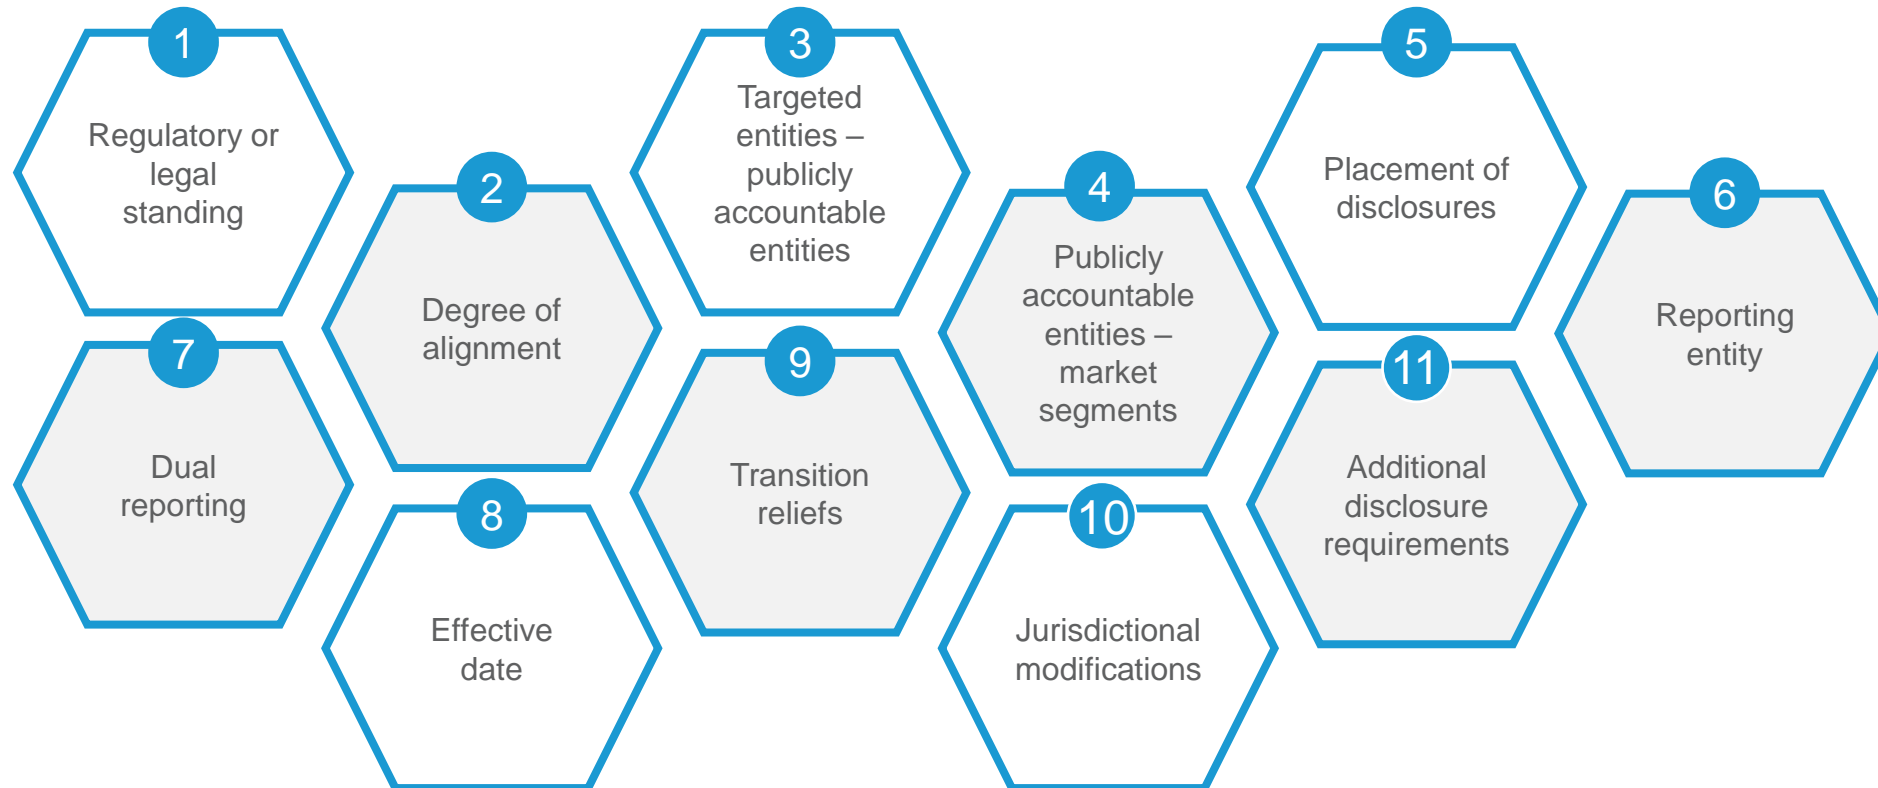 1
Regulatory or
legal
standing
2
Degree of
alignment
3
Targeted
entities –
publicly
accountable
entities
4
Publicly
accountable
entities –
market
segments
5
Placement of
disclosures
6
Reporting
entity
7
Dual
reporting
8
Effective
date
9
Transition
reliefs
10
Jurisdictional
modifications
11
Additional
disclosure
requirements